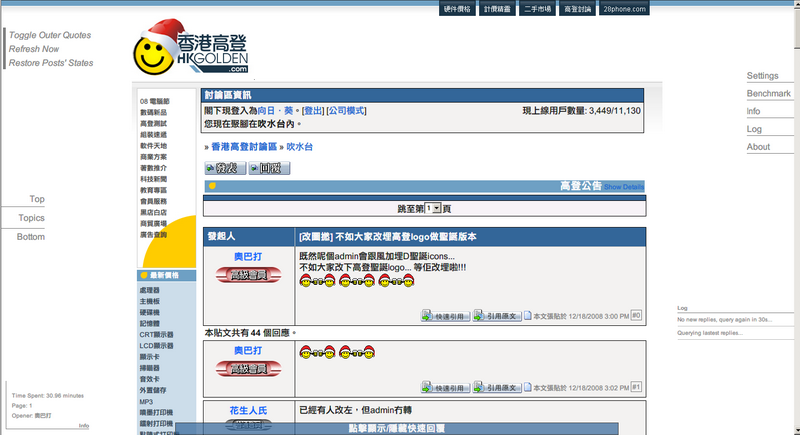 硬件價格
計價精靈
二手市場
高登討論
28phone.com
Toggle Outer Quotes
Refresh Now
Restore Posts' States
香港高登
HKGOLDEN
.com
Settings
Benchmark
Info
Log
About
Top
Topics
Bottom
08 電腦節
數碼新品
高登測試
組裝速遞
軟件天地
商業方案
著數推介
科技新聞
教育專區
會員服務
黑店白店
商貿廣場
廣告查詢
最新價格
處理器
主機板
硬碟機
記憶體
CRT顯示器
LCD顯示器
顯示卡
掃瞄器
音效卡
外置儲存
MP3
噴墨打印機
鐳射打印機
點陣式打印機
討論區資訊
閣下現登入為向日．葵。[登出] [公司模式]
現上線用戶數量: 3,449/11,130
您現在聚腳在吹水台內。
» 香港高登討論區 » 吹水台
發表
回覆
高登公告 Show Details
跳至第 1 頁
發起人
[改圖搞] 不如大家改埋高登logo做聖誕版本
奧巴打
高級會員
既然呢個admin會跟風加埋D聖誕icons...
不如大家改下高登聖誕logo... 等佢改埋啦!!!
快速引用
引用原文
本文張貼於 12/18/2008 3:00 PM #0
本貼文共有 44 個回應。
奧巴打
高級會員
快速引用
引用原文
本文張貼於 12/18/2008 3:02 PM #1
花生人氏
已經有人改左，但admin冇轉
點擊顯示/隱藏快速回覆
Log
No new replies, query again in 30s...
Querying lastest replies...
Time Spent: 30.96 minutes
Page: 1
Opener: 奧巴打
Info